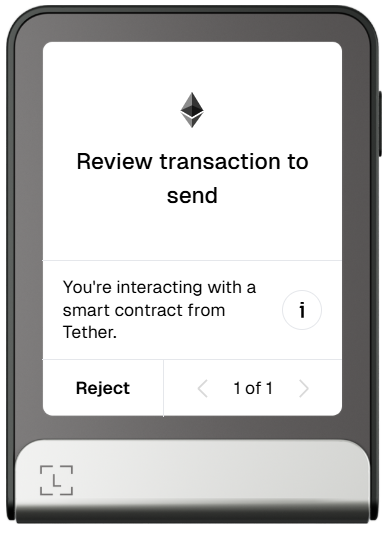 Review transaction to
send
You're interacting with a
smart contract from
Tether.
i
Reject
1 of 1
L